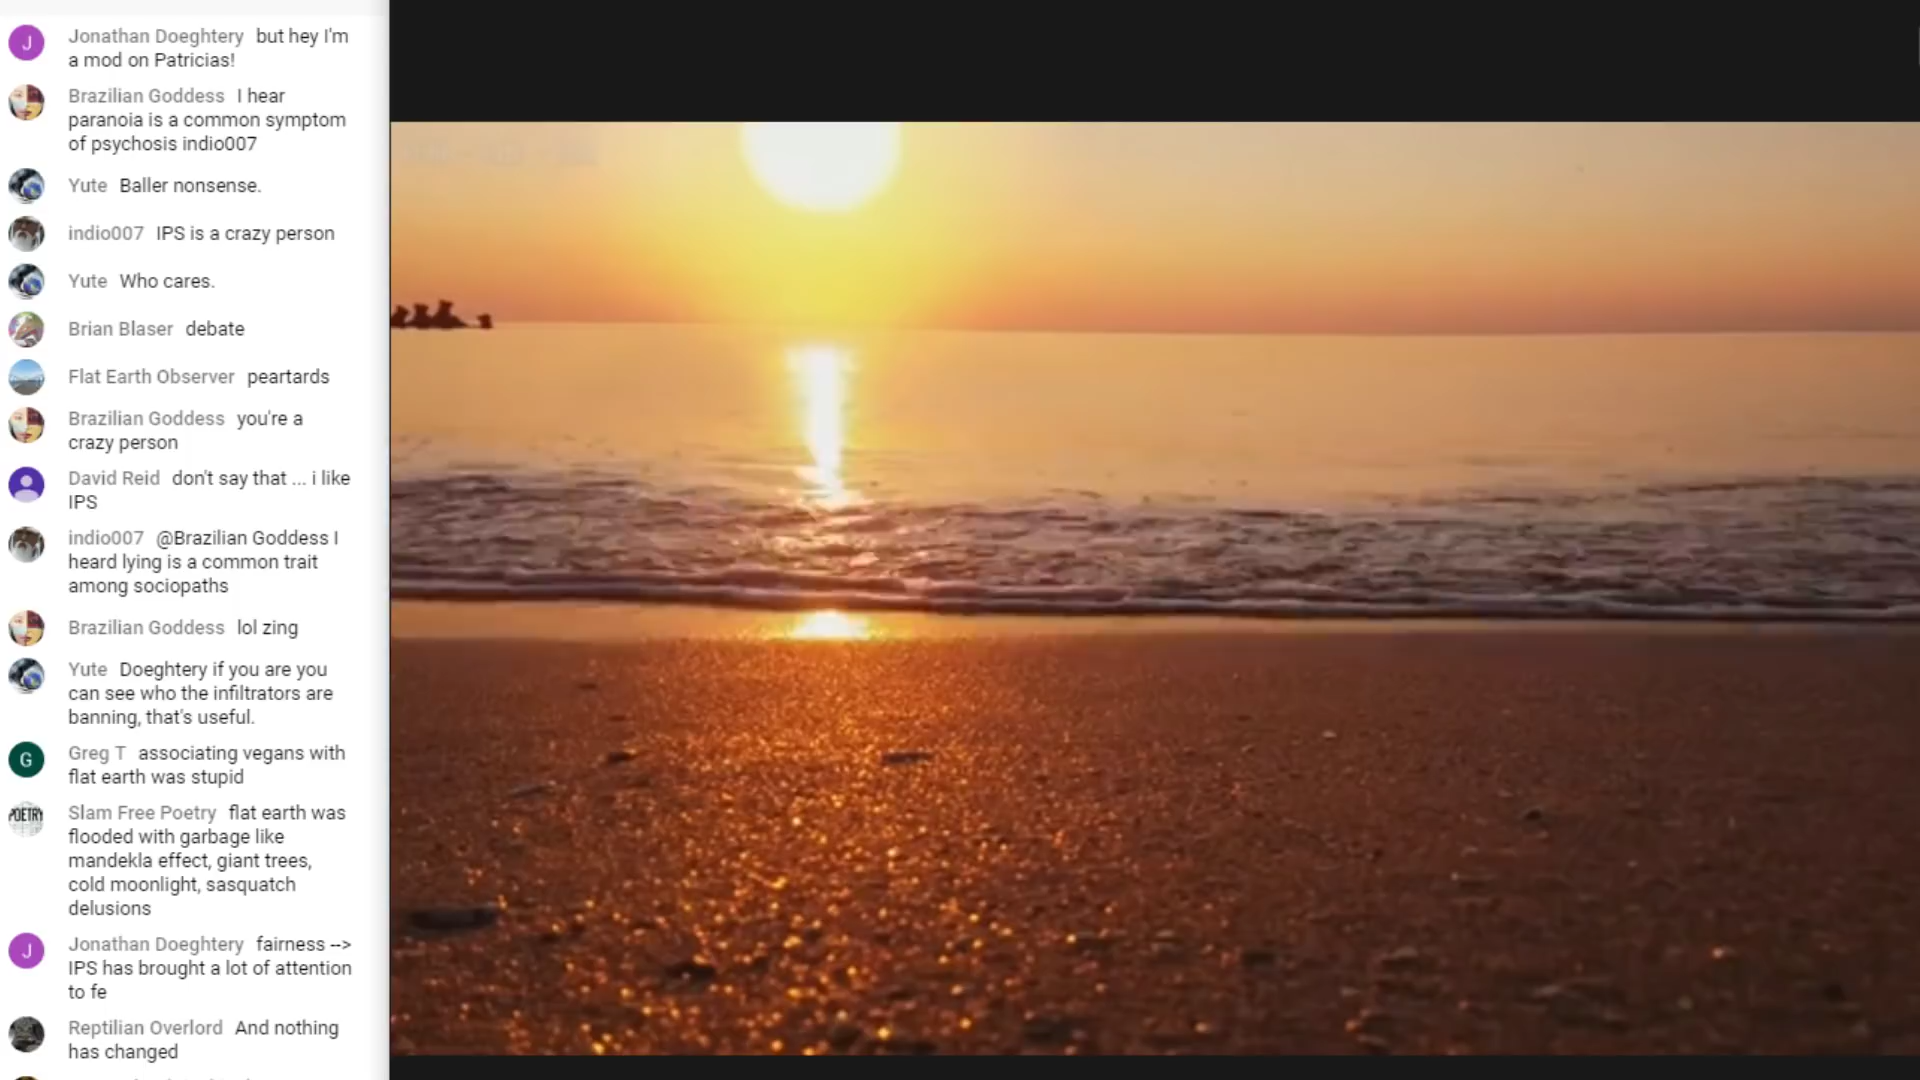 J
Jonathan Doeghtery but hey I'm
a mod on Patricias!
Brazilian Goddess I hear
paranoia is a common symptom
of psychosis indio007
Yute Baller nonsense.
indio007 IPS is a crazy person
Yute Who cares.
Brian Blaser debate
Flat Earth Observer peartards
Brazilian Goddess you're a
crazy person
David Reid don't say that ... i like
IPS
indio007 @Brazilian Goddess I
heard lying is a common trait
among sociopaths
Brazilian Goddess lol zing
Yute Doeghtery if you are you
can see who the infiltrators are
banning, that's useful.
G
Greg T associating vegans with
flat earth was stupid
POETRY
Slam Free Poetry flat earth was
flooded with garbage like
mandekla effect, giant trees,
cold moonlight, sasquatch
delusions
J
Jonathan Doeghtery fairness -->
IPS has brought a lot of attention
to fe
Reptilian Overlord And nothing
has changed